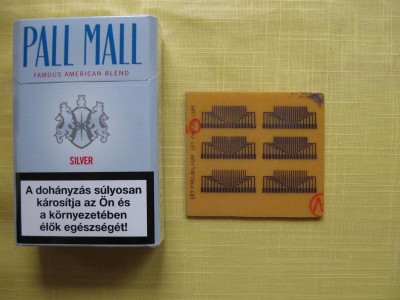 PALL MALL
FAMOUS AMERICAN BLEND
SILVER
A dohányzás súlyosan
károsítja az Ön és
a környezetében
élők egészségét!